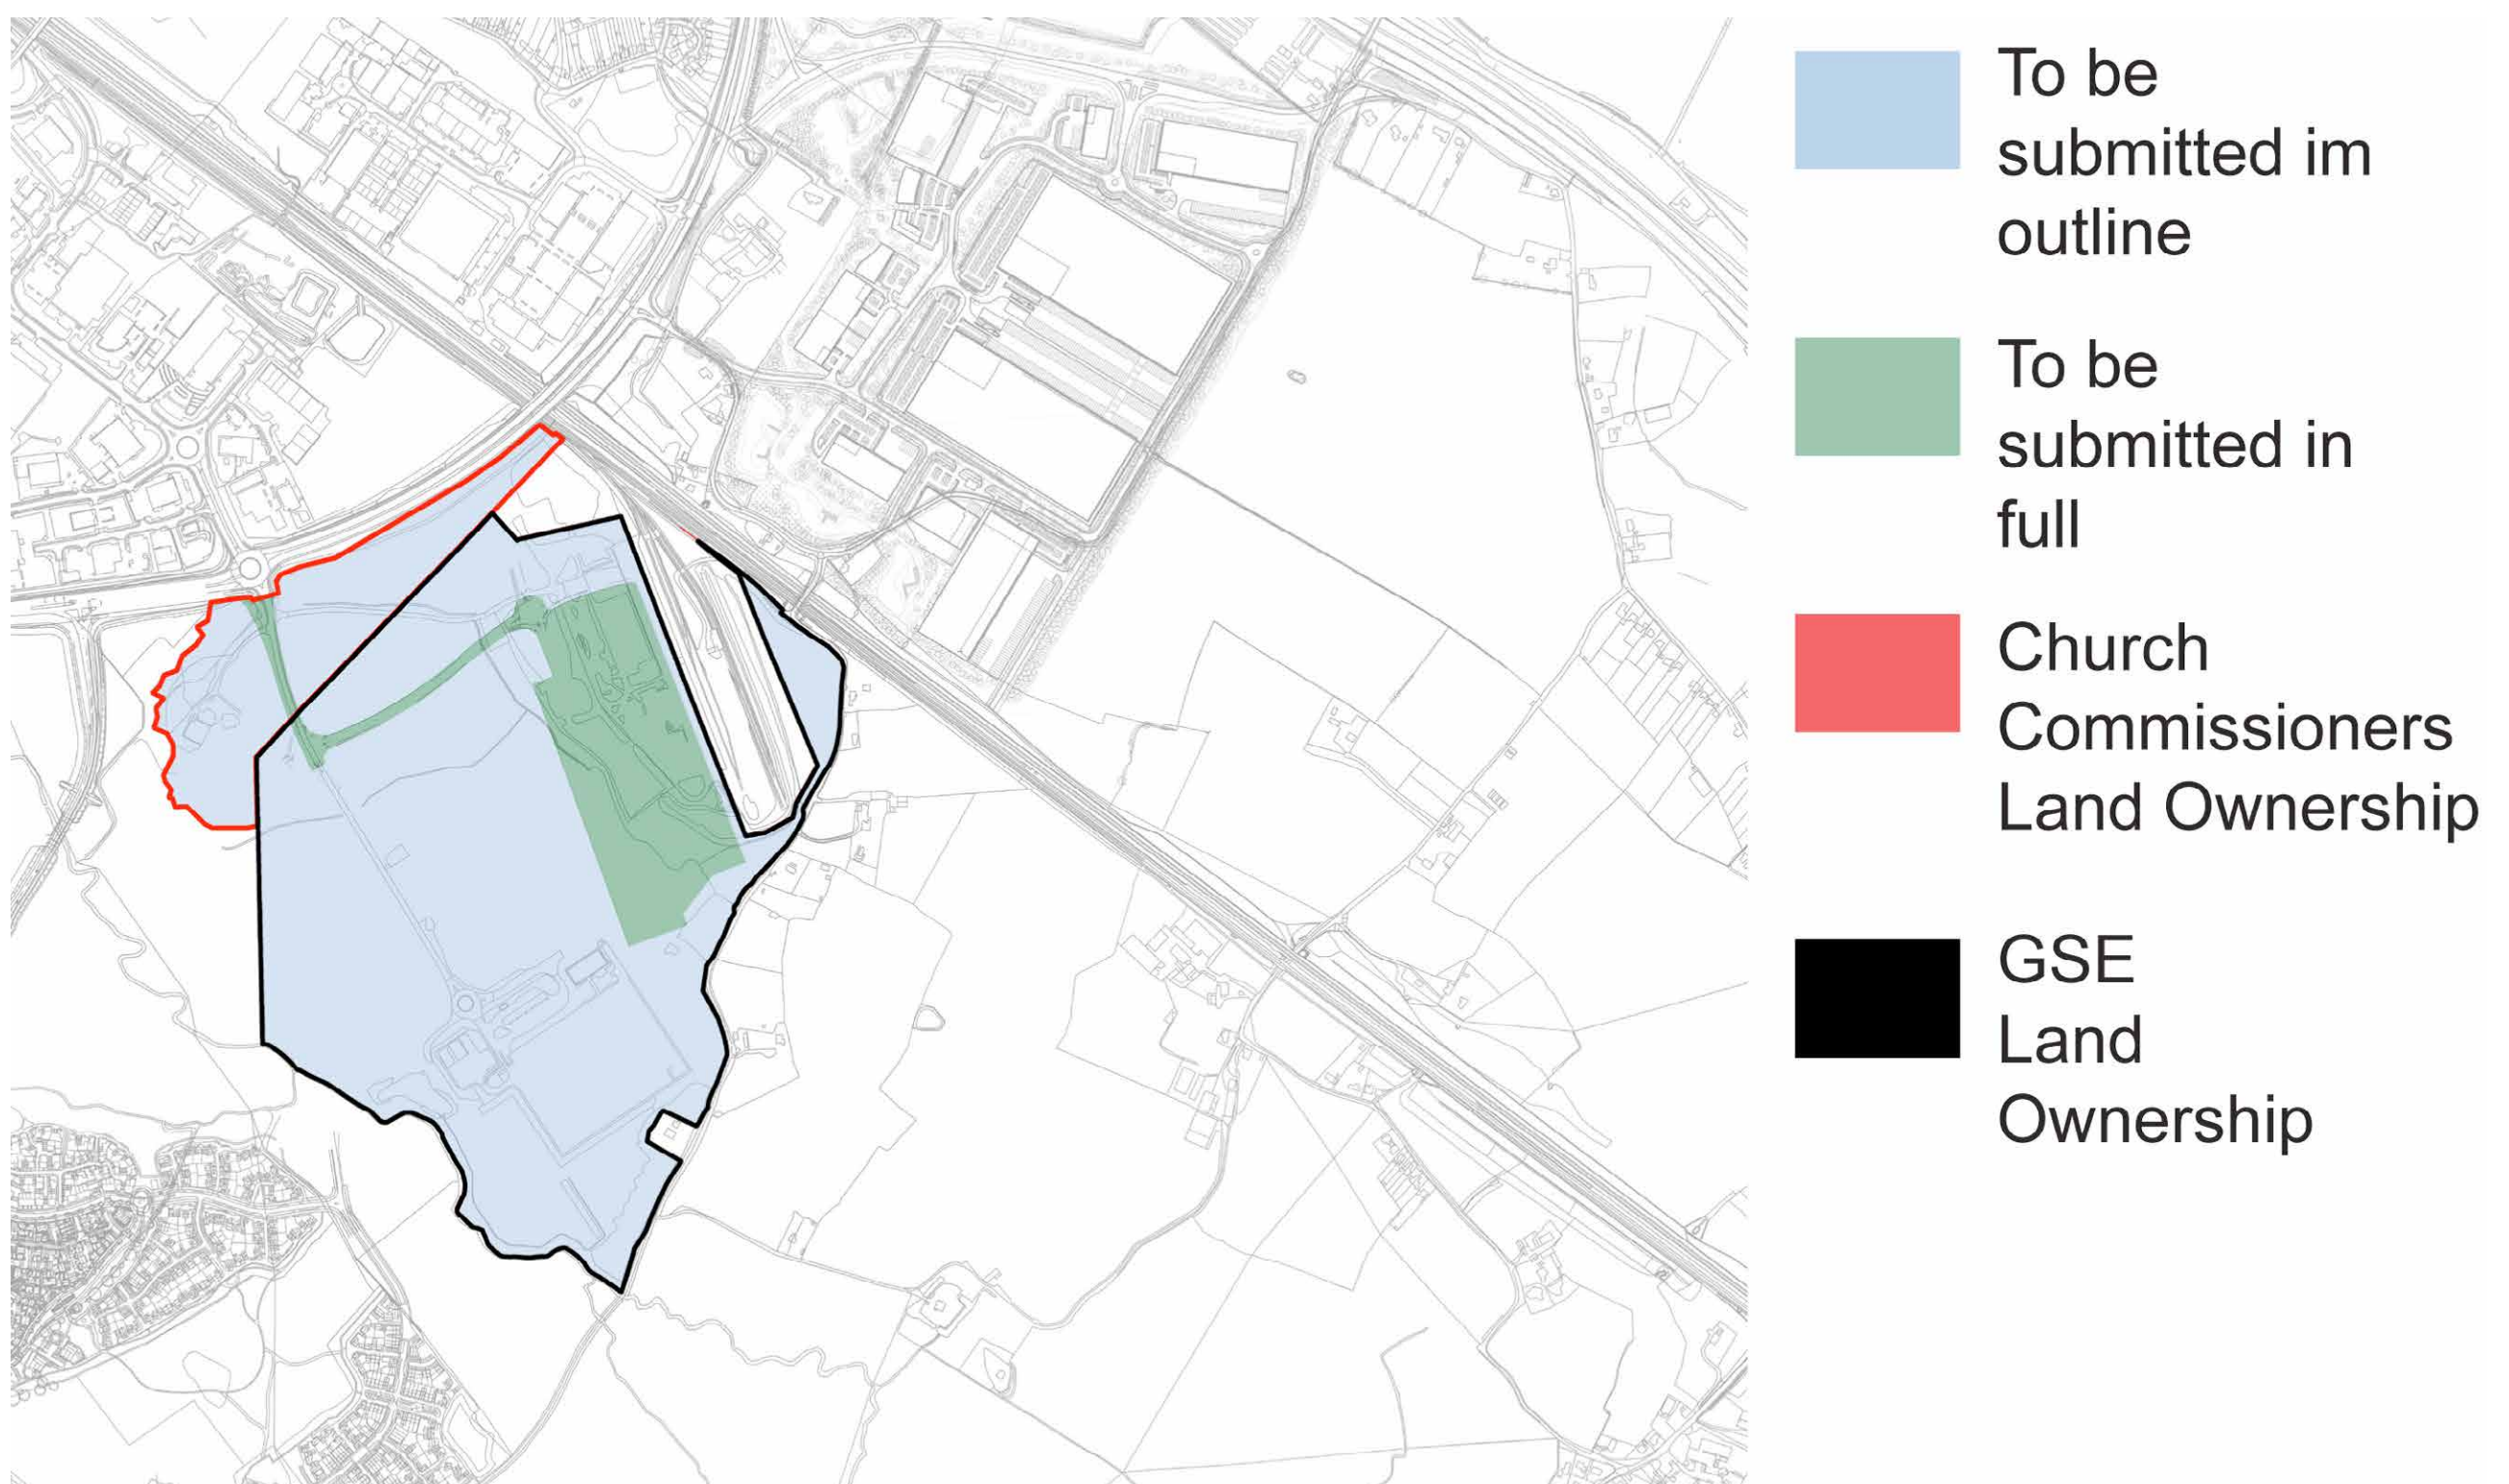 To be
submitted im
outline
To be
submitted in
full
Church
Commissioners
Land Ownership
GSE
Land
Ownership